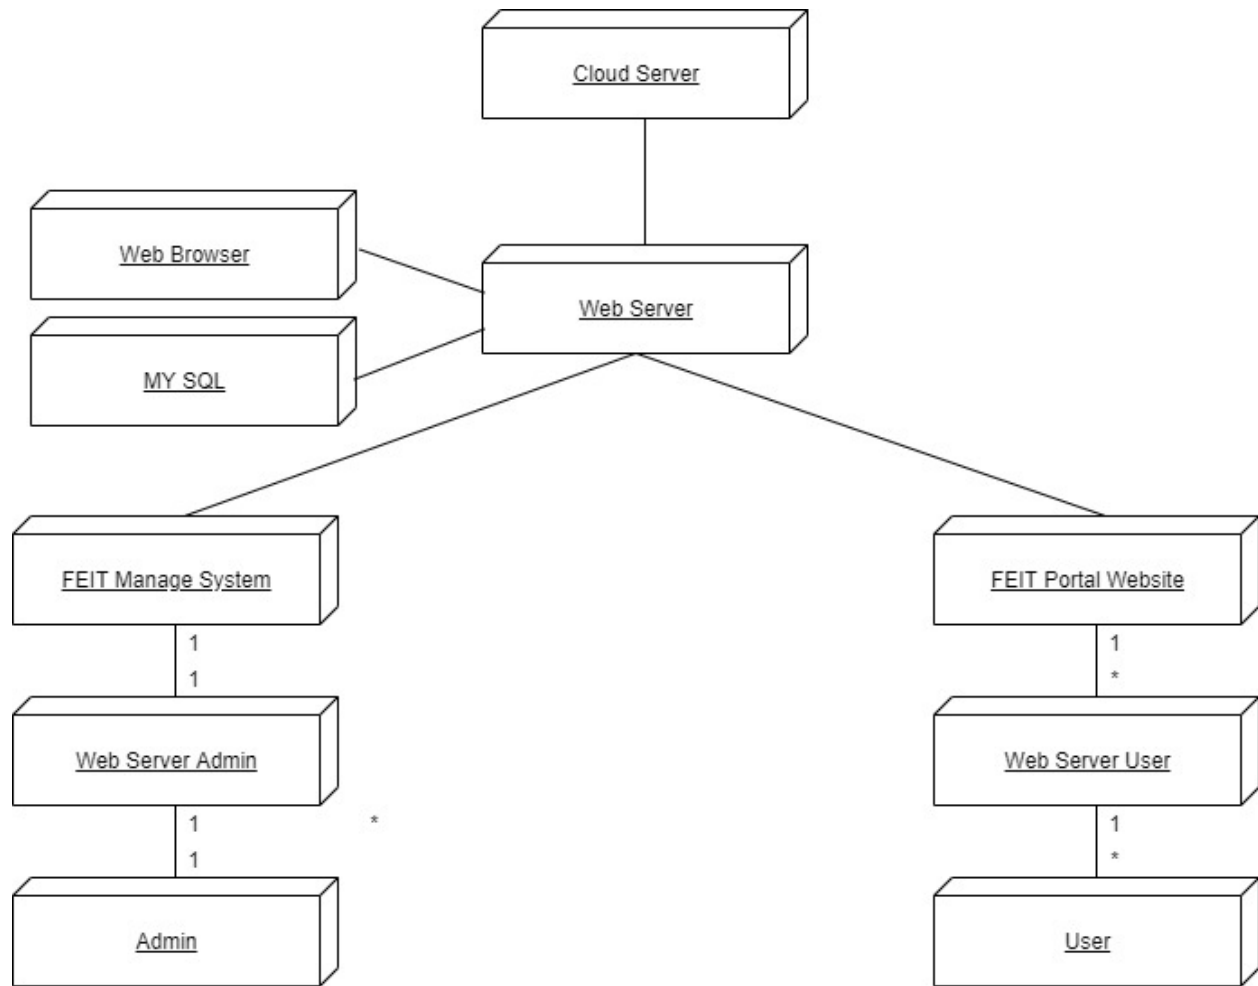 Cloud Server
Web Browser
Web Server
MY SQL
FEIT Manage System
FEIT Portal Website
1
1
1
*
Web Server Admin
Web Server User
1
*
1
1
*
Admin
User